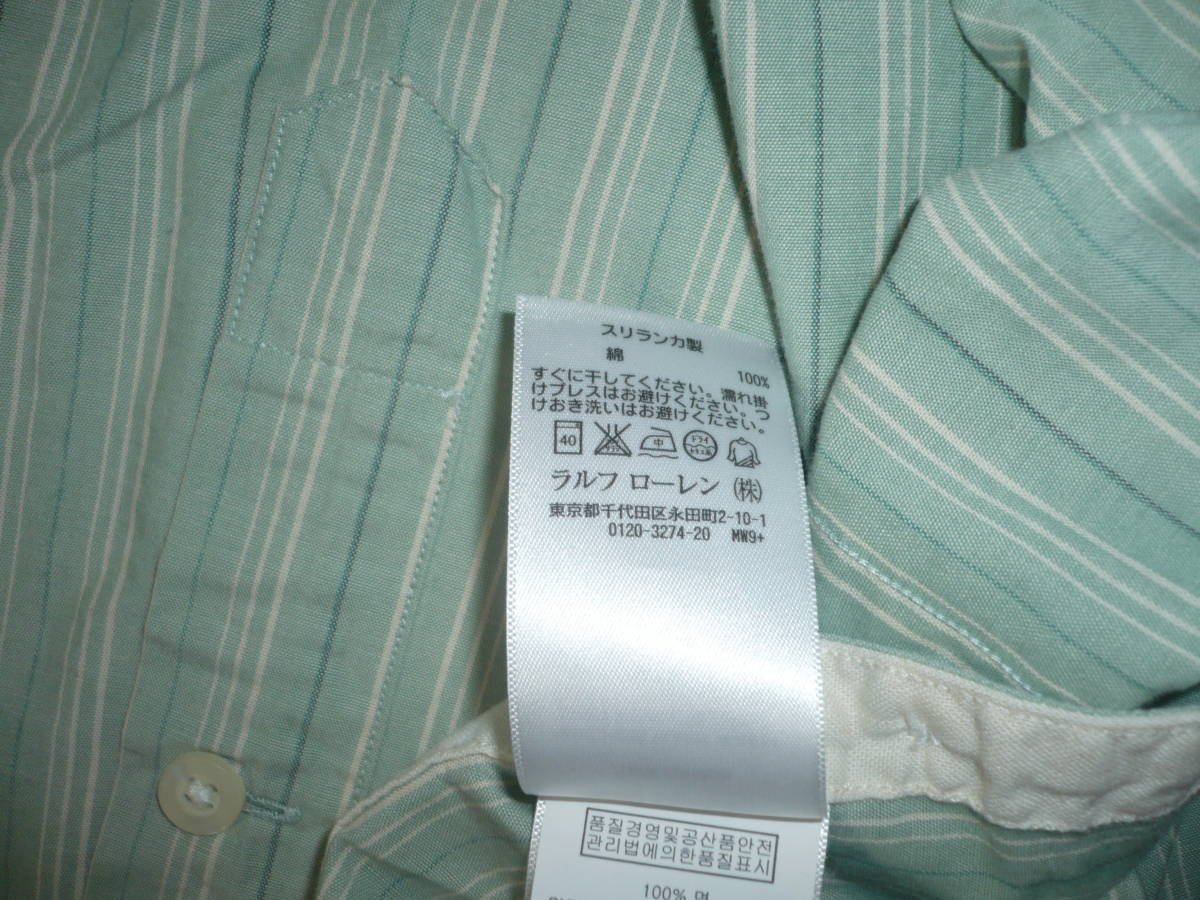 スリランカ製
綿 100%
すぐに干してください。濡れ掛
けプレスはお避けください。つ
けおき洗いはお避けください。
40 中 ドライ
ラルフ ローレン (株)
東京都千代田区永田町2-10-1
0120-3274-20 MW9+
품질경영및공산품안전
관리법에의한품질표시
100% 면